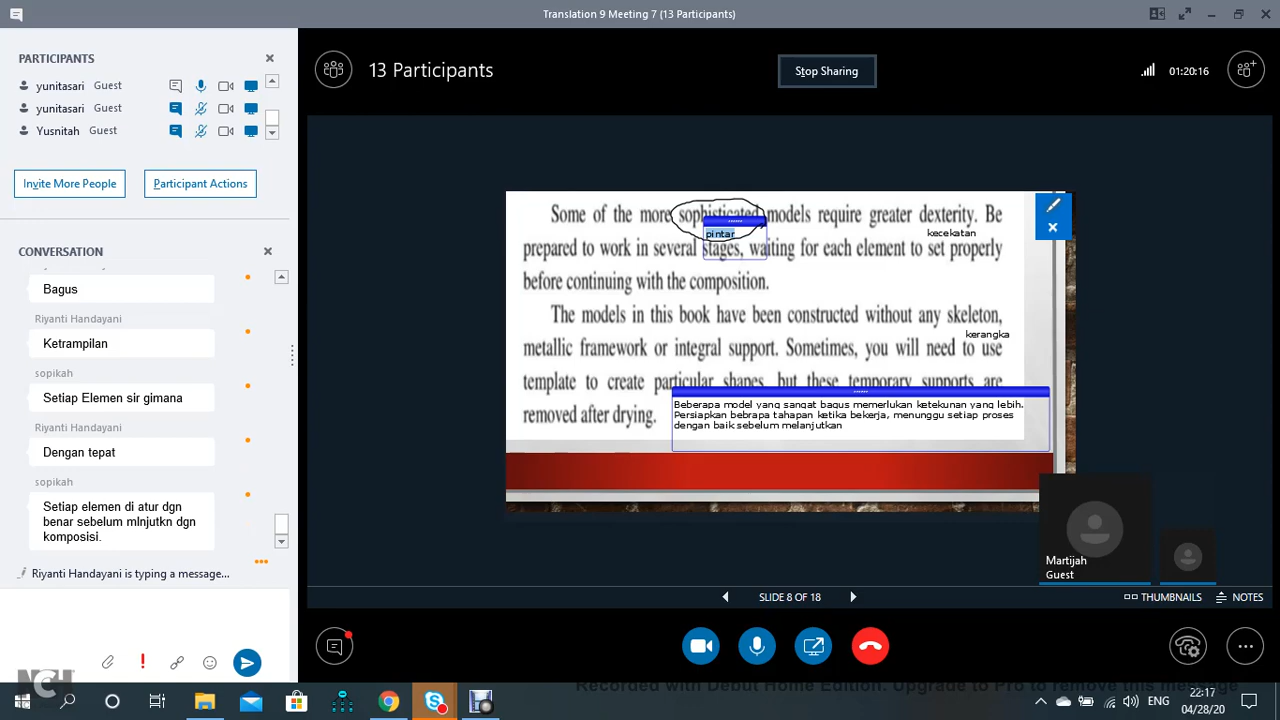 Translation 9 Meeting 7 (13 Participants)
PARTICIPANTS
yunitasari Guest
yunitasari Guest
Yusnitah Guest
Invite More People
Participant Actions
CONVERSATION
Bagus
Riyanti Handayani
Ketrampilan
sopikah
Setiap Elemen sir gimana
Riyanti Handayani
Dengan tepat
sopikah
Setiap elemen di atur dgn
benar sebelum mlnjutkn dgn
komposisi.
Riyanti Handayani is typing a message...
13 Participants
Stop Sharing
01:20:16
Some of the more sophisticated models require greater dexterity. Be
pintar
kecekatan
prepared to work in several stages, waiting for each element to set properly
before continuing with the composition.
The models in this book have been constructed without any skeleton,
kerangka
metallic framework or integral support. Sometimes, you will need to use
template to create particular shapes, but these temporary supports are
removed after drying.
Beberapa model yang sangat bagus memerlukan ketekunan yang lebih.
Persiapkan bebrapa tahapan ketika bekerja, menunggu setiap proses
dengan baik sebelum melanjutkan
Martijah
Guest
SLIDE 8 OF 18
THUMBNAILS
NOTES
NCH
Recorded with Debut Home Edition. Upgrade to Pro to remove this message
ENG
22:17
04/28/20